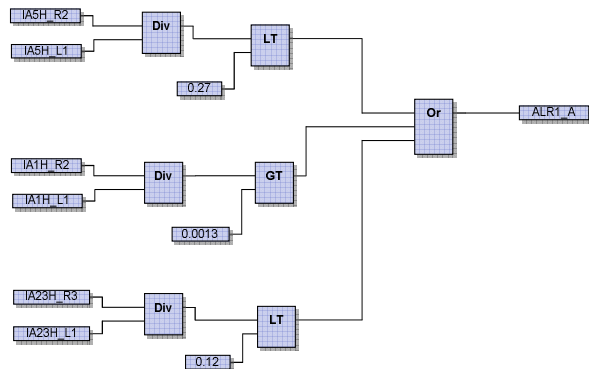 IA5H_R2
Div
IA5H_L1
LT
0.27
Or
ALR1_A
IA1H_R2
Div
GT
IA1H_L1
0.0013
IA23H_R3
Div
LT
IA23H_L1
0.12